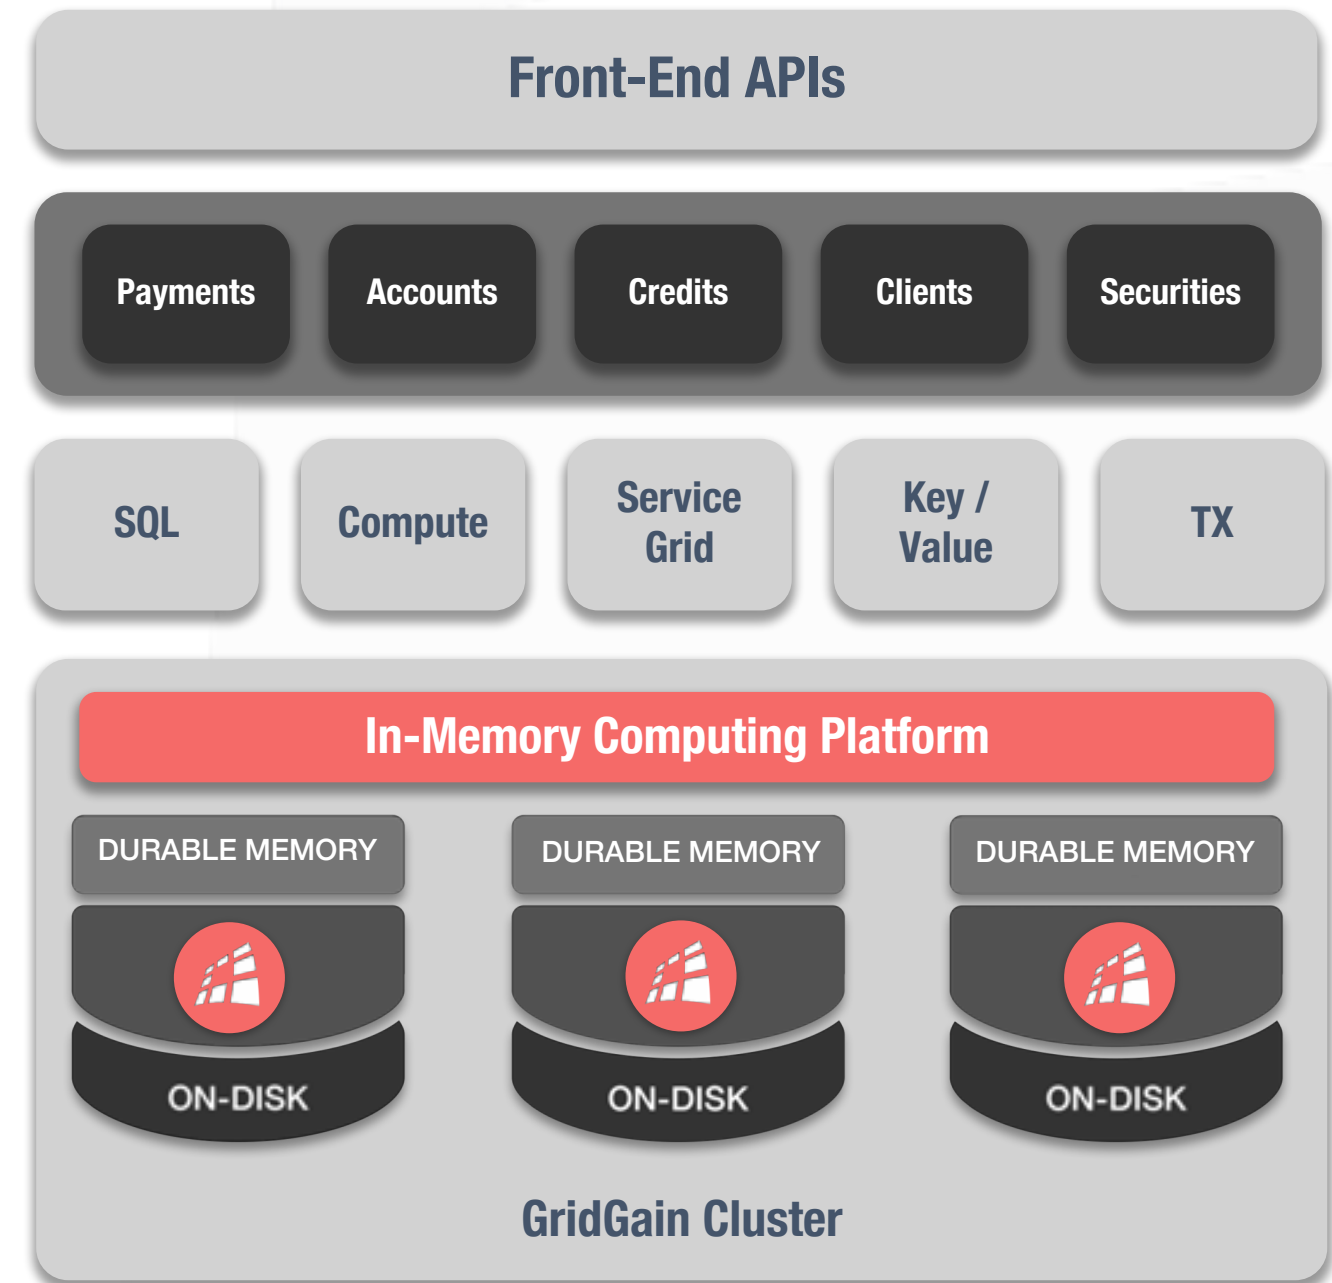 Front-End APIs
Payments
Accounts
Credits
Clients
Securities
SQL
Compute
Service
Grid
Key /
Value
TX
In-Memory Computing Platform
DURABLE MEMORY
DURABLE MEMORY
DURABLE MEMORY
ON-DISK
ON-DISK
ON-DISK
GridGain Cluster